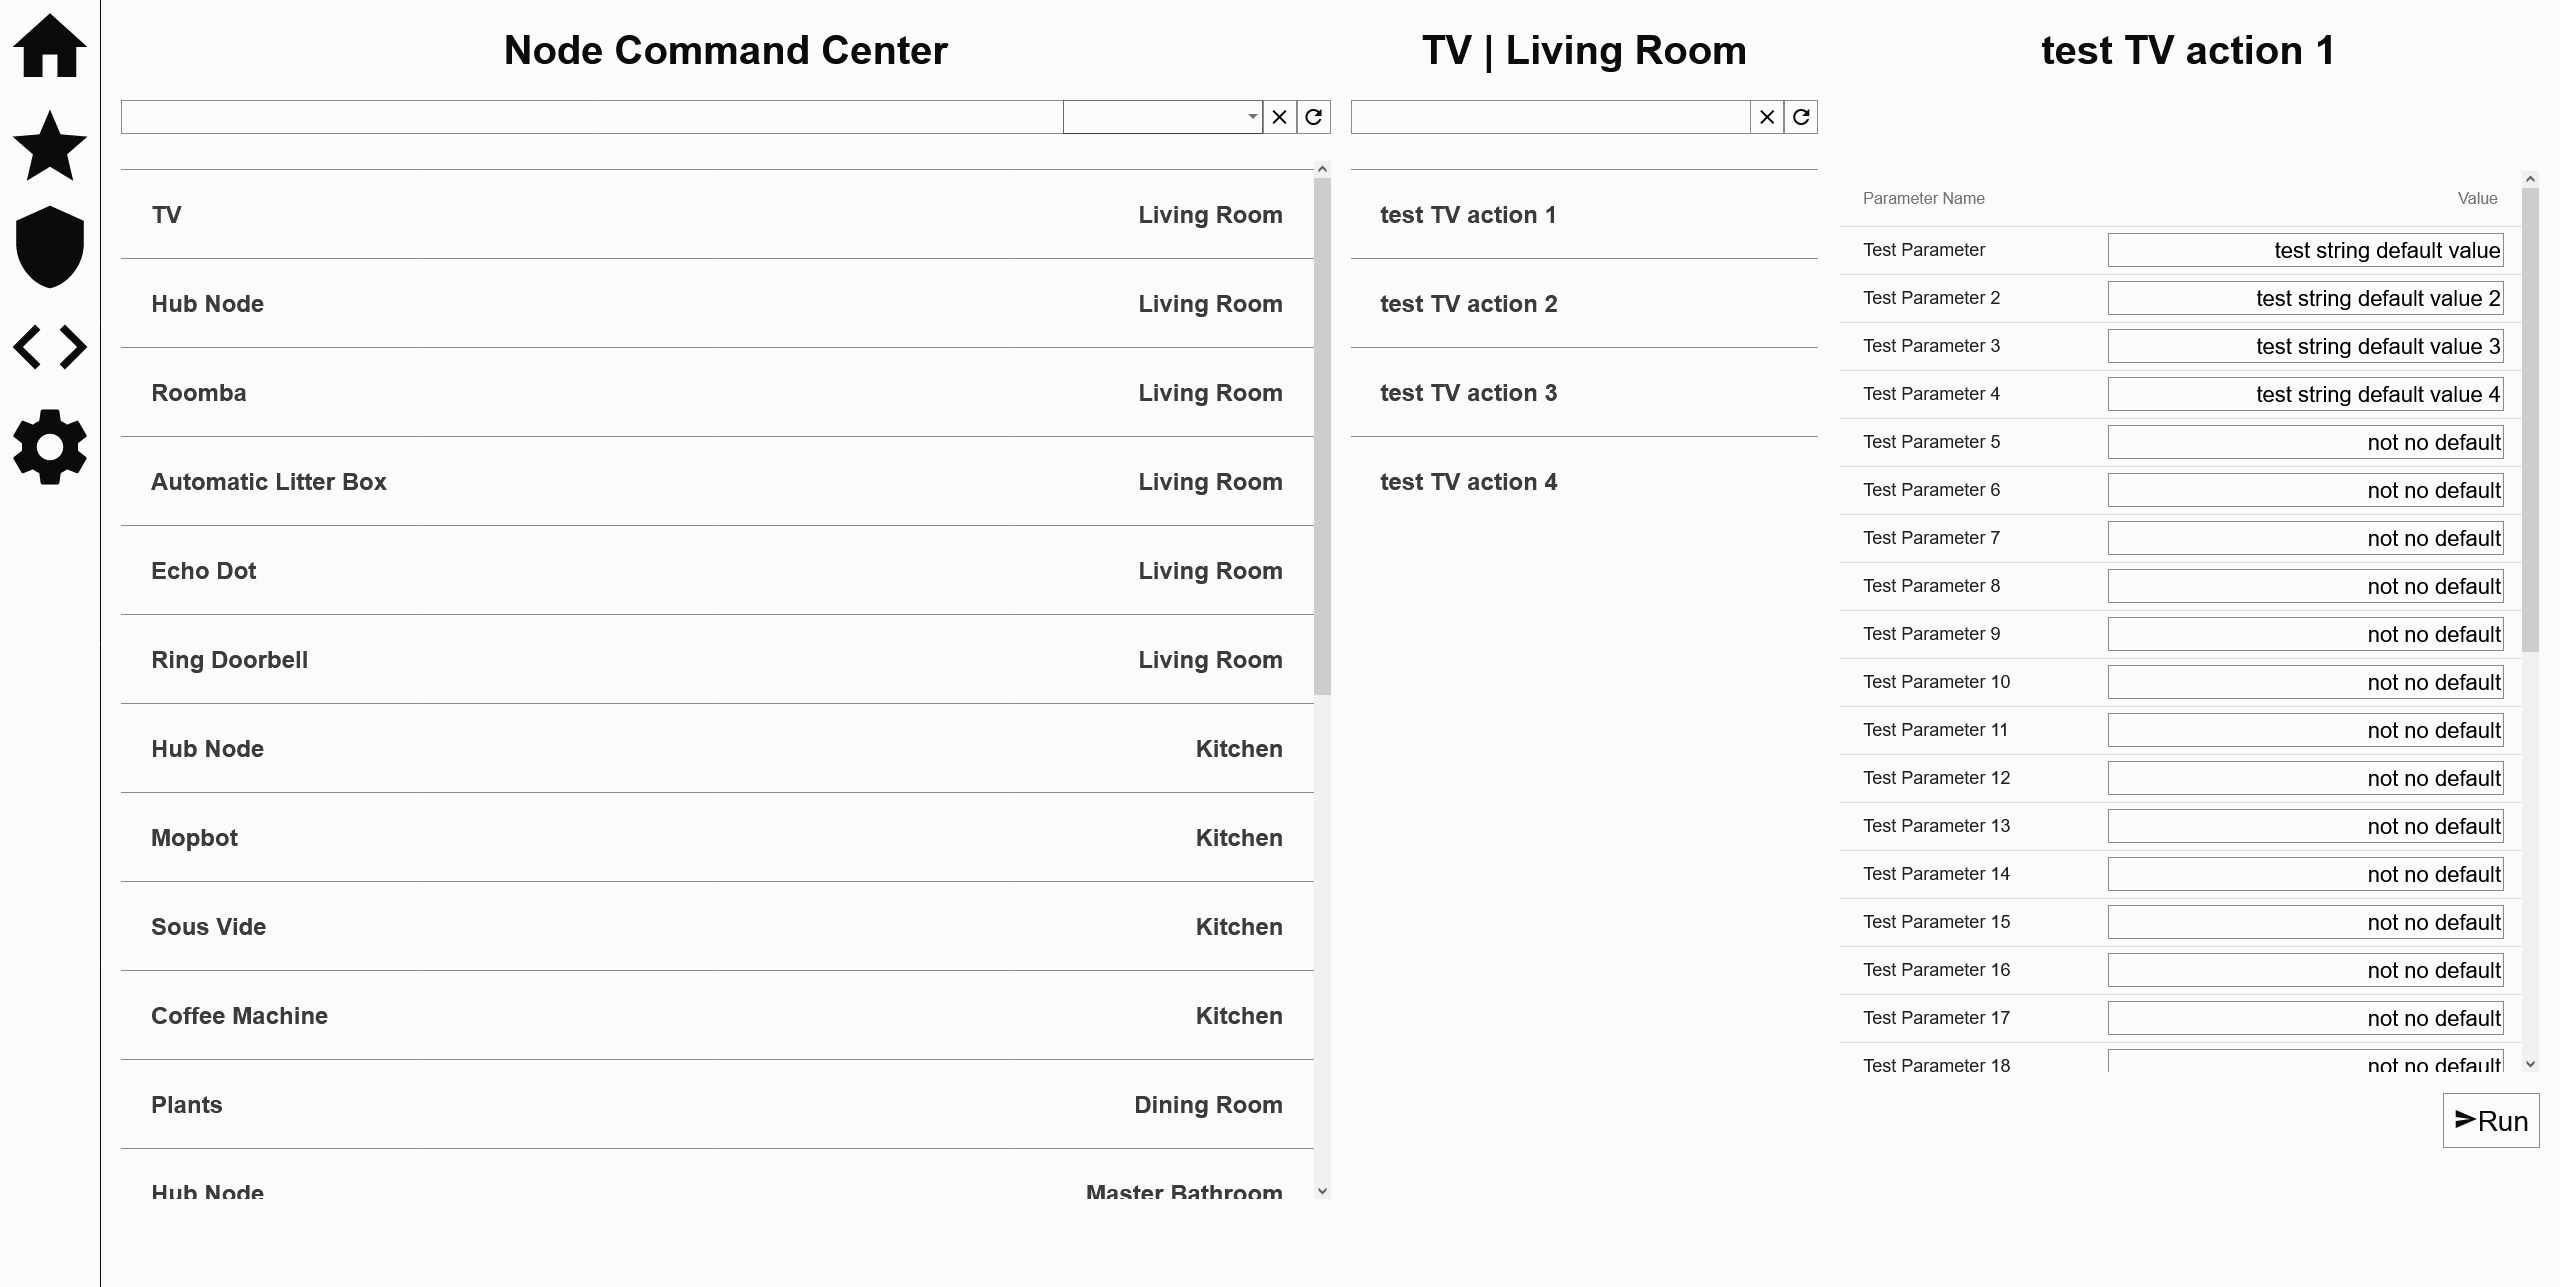 Node Command Center
TV Living Room
Hub Node Living Room
Roomba Living Room
Automatic Litter Box Living Room
Echo Dot Living Room
Ring Doorbell Living Room
Hub Node Kitchen
Mopbot Kitchen
Sous Vide Kitchen
Coffee Machine Kitchen
Plants Dining Room
Hub Node Master Bathroom
TV | Living Room
test TV action 1
test TV action 2
test TV action 3
test TV action 4
test TV action 1
Parameter Name Value
Test Parameter test string default value
Test Parameter 2 test string default value 2
Test Parameter 3 test string default value 3
Test Parameter 4 test string default value 4
Test Parameter 5 not no default
Test Parameter 6 not no default
Test Parameter 7 not no default
Test Parameter 8 not no default
Test Parameter 9 not no default
Test Parameter 10 not no default
Test Parameter 11 not no default
Test Parameter 12 not no default
Test Parameter 13 not no default
Test Parameter 14 not no default
Test Parameter 15 not no default
Test Parameter 16 not no default
Test Parameter 17 not no default
Test Parameter 18 not no default
Run